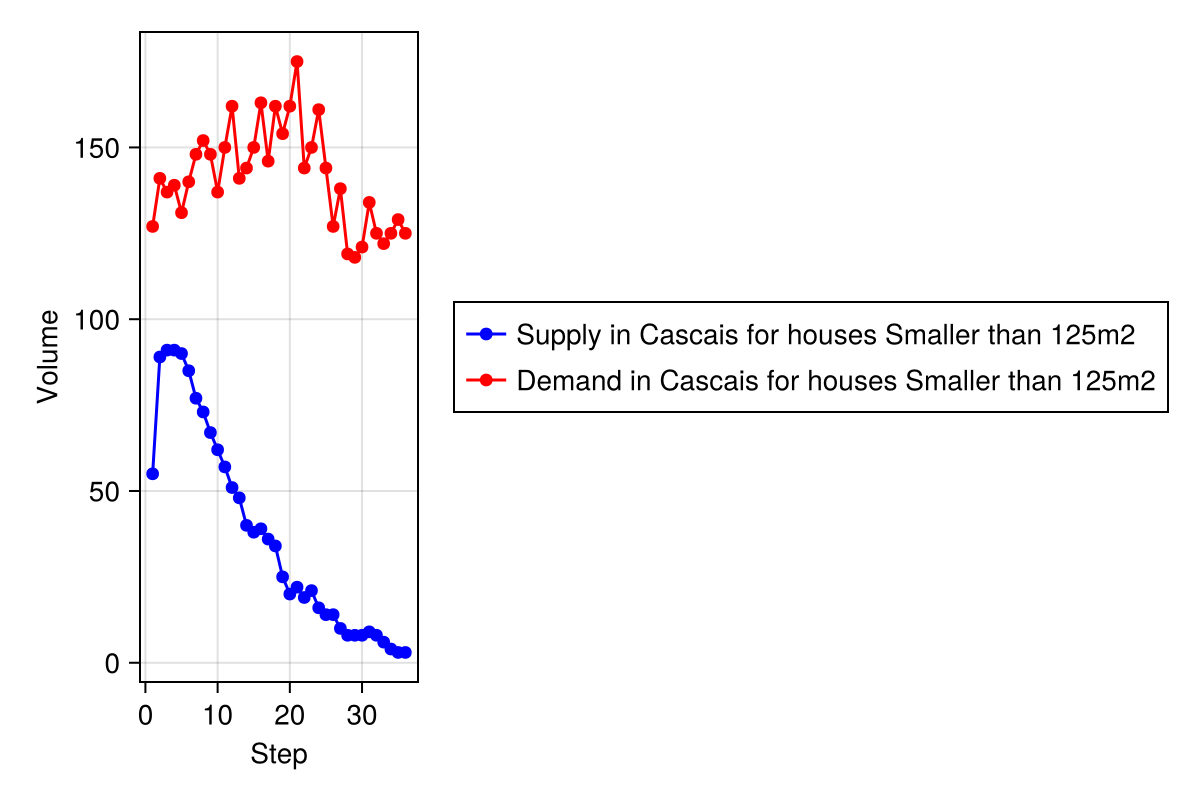 Volume
150
100
50
0
0 10 20 30
Step
Supply in Cascais for houses Smaller than 125m2
Demand in Cascais for houses Smaller than 125m2